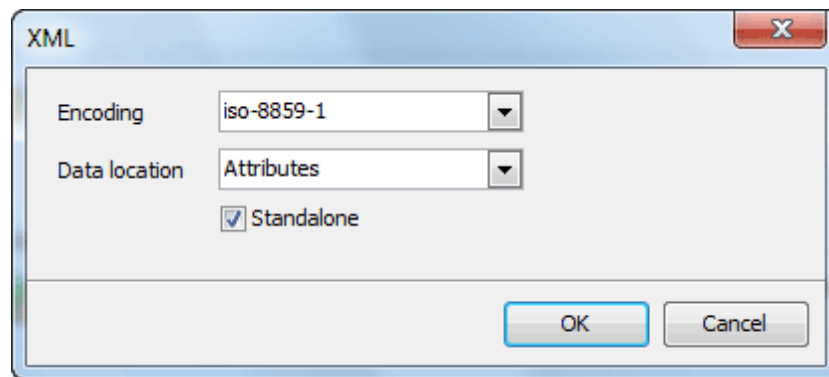 XML
Encoding iso-8859-1
Data location Attributes
Standalone
OK Cancel